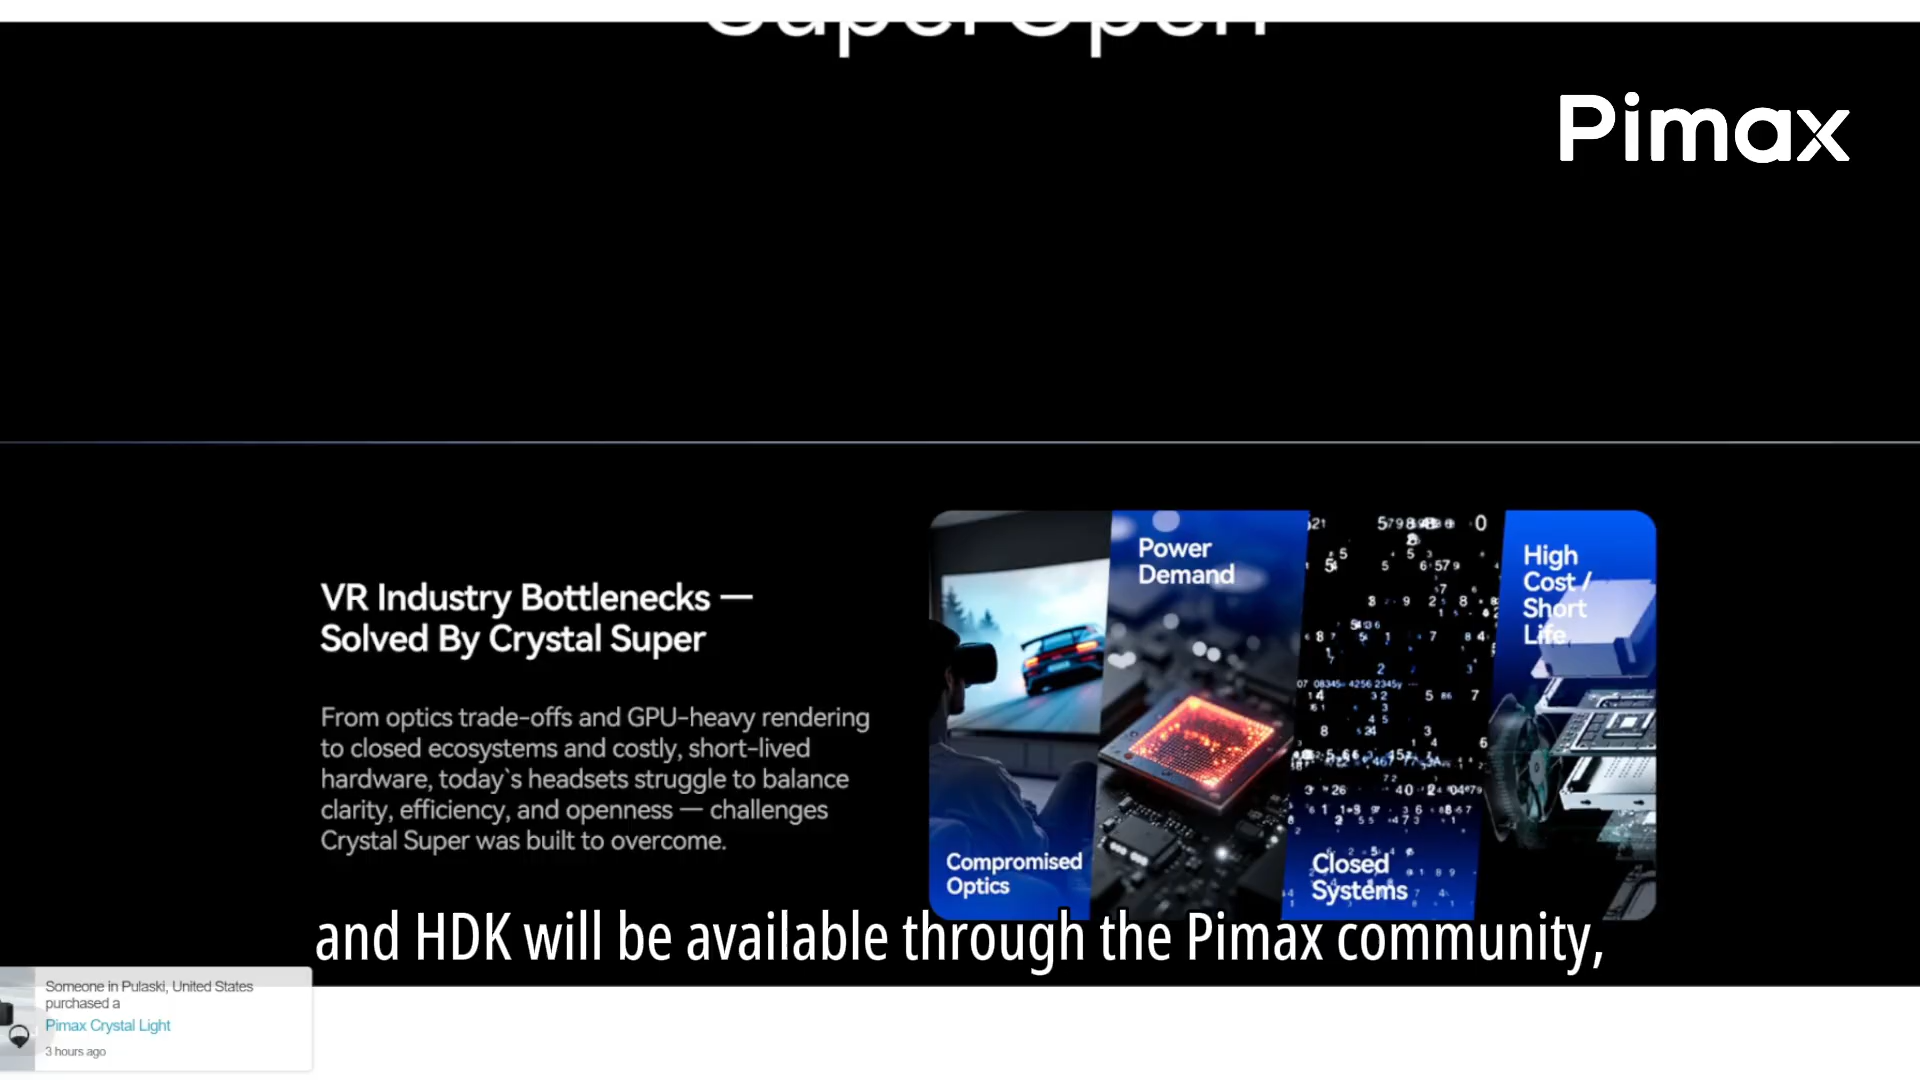 SuperOpen
Pimax
VR Industry Bottlenecks —
Solved By Crystal Super
From optics trade-offs and GPU-heavy rendering
to closed ecosystems and costly, short-lived
hardware, today`s headsets struggle to balance
clarity, efficiency, and openness — challenges
Crystal Super was built to overcome.
Compromised
Optics
Power
Demand
Closed
Systems
High
Cost /
Short
Life
and HDK will be available through the Pimax community,
Someone in Pulaski, United States
purchased a
Pimax Crystal Light
3 hours ago